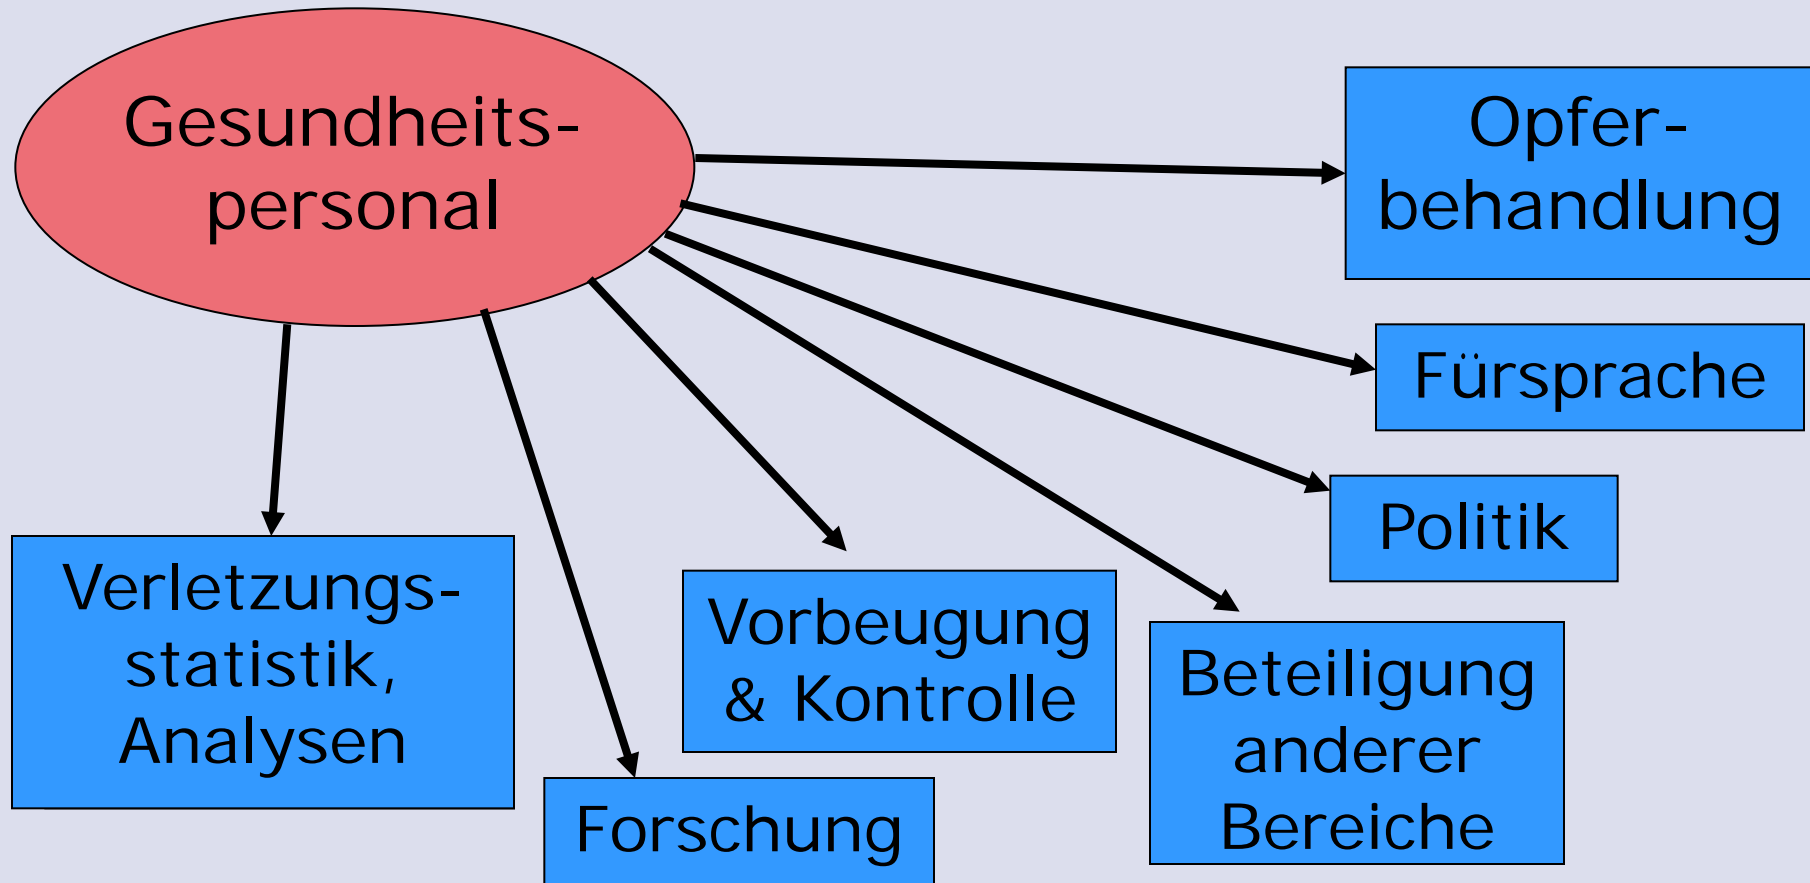 Gesundheits-
personal
Opfer-
behandlung
Fürsprache
Politik
Beteiligung
anderer
Bereiche
Vorbeugung
& Kontrolle
Forschung
Verletzungs-
statistik,
Analysen